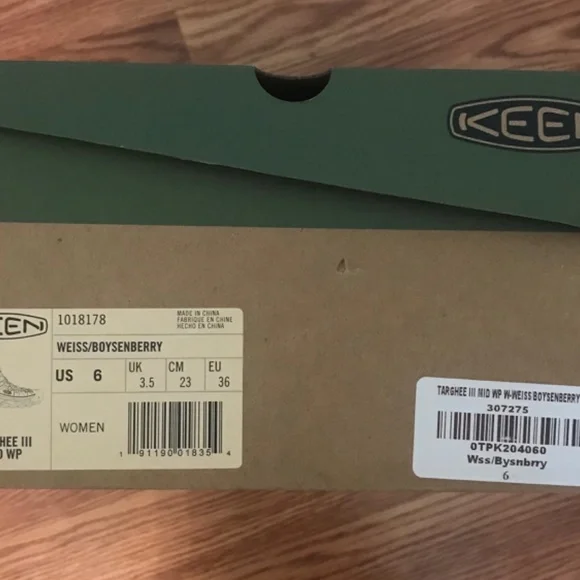 KEEN
EEN
1018178
MADE IN CHINA
FABRIQUE EN CHINE
HECHO EN CHINA
WEISS/BOYSENBERRY
US 6
UK 3.5
CM 23
EU 36
WOMEN
HEE III
D WP
1 91190 01835 4
TARGHEE III MID WP W-WEISS BOYSENBERRY
307275
0TPK204060
Wss/Bysnbrry
6